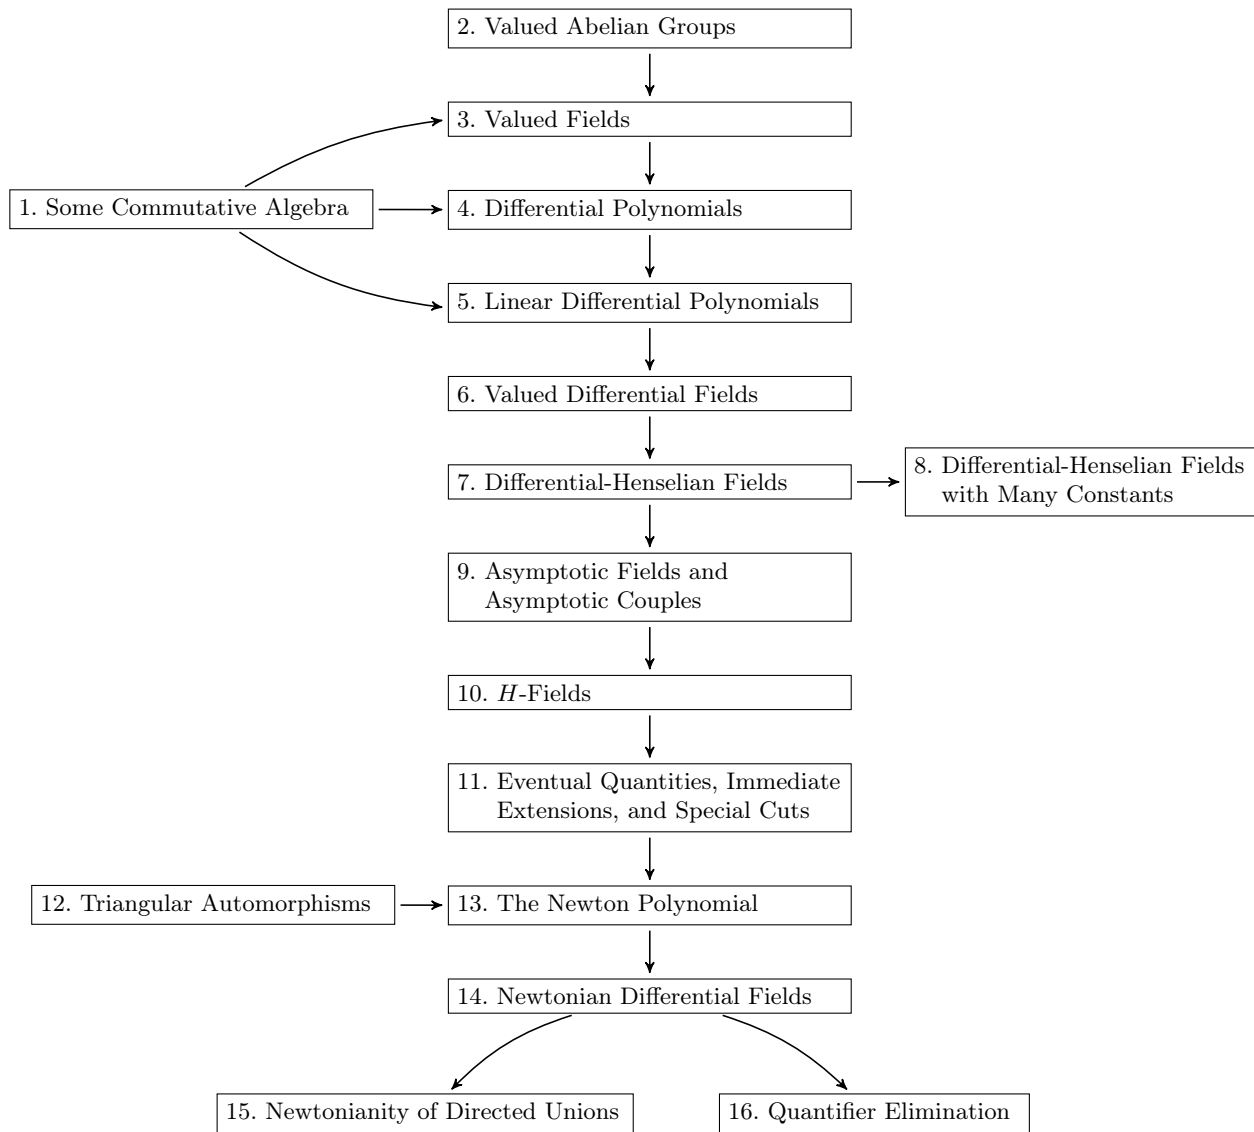 2. Valued Abelian Groups
3. Valued Fields
1. Some Commutative Algebra
4. Differential Polynomials
5. Linear Differential Polynomials
6. Valued Differential Fields
7. Differential-Henselian Fields
8. Differential-Henselian Fields
with Many Constants
9. Asymptotic Fields and
Asymptotic Couples
10. H-Fields
11. Eventual Quantities, Immediate
Extensions, and Special Cuts
12. Triangular Automorphisms
13. The Newton Polynomial
14. Newtonian Differential Fields
15. Newtonianity of Directed Unions
16. Quantifier Elimination